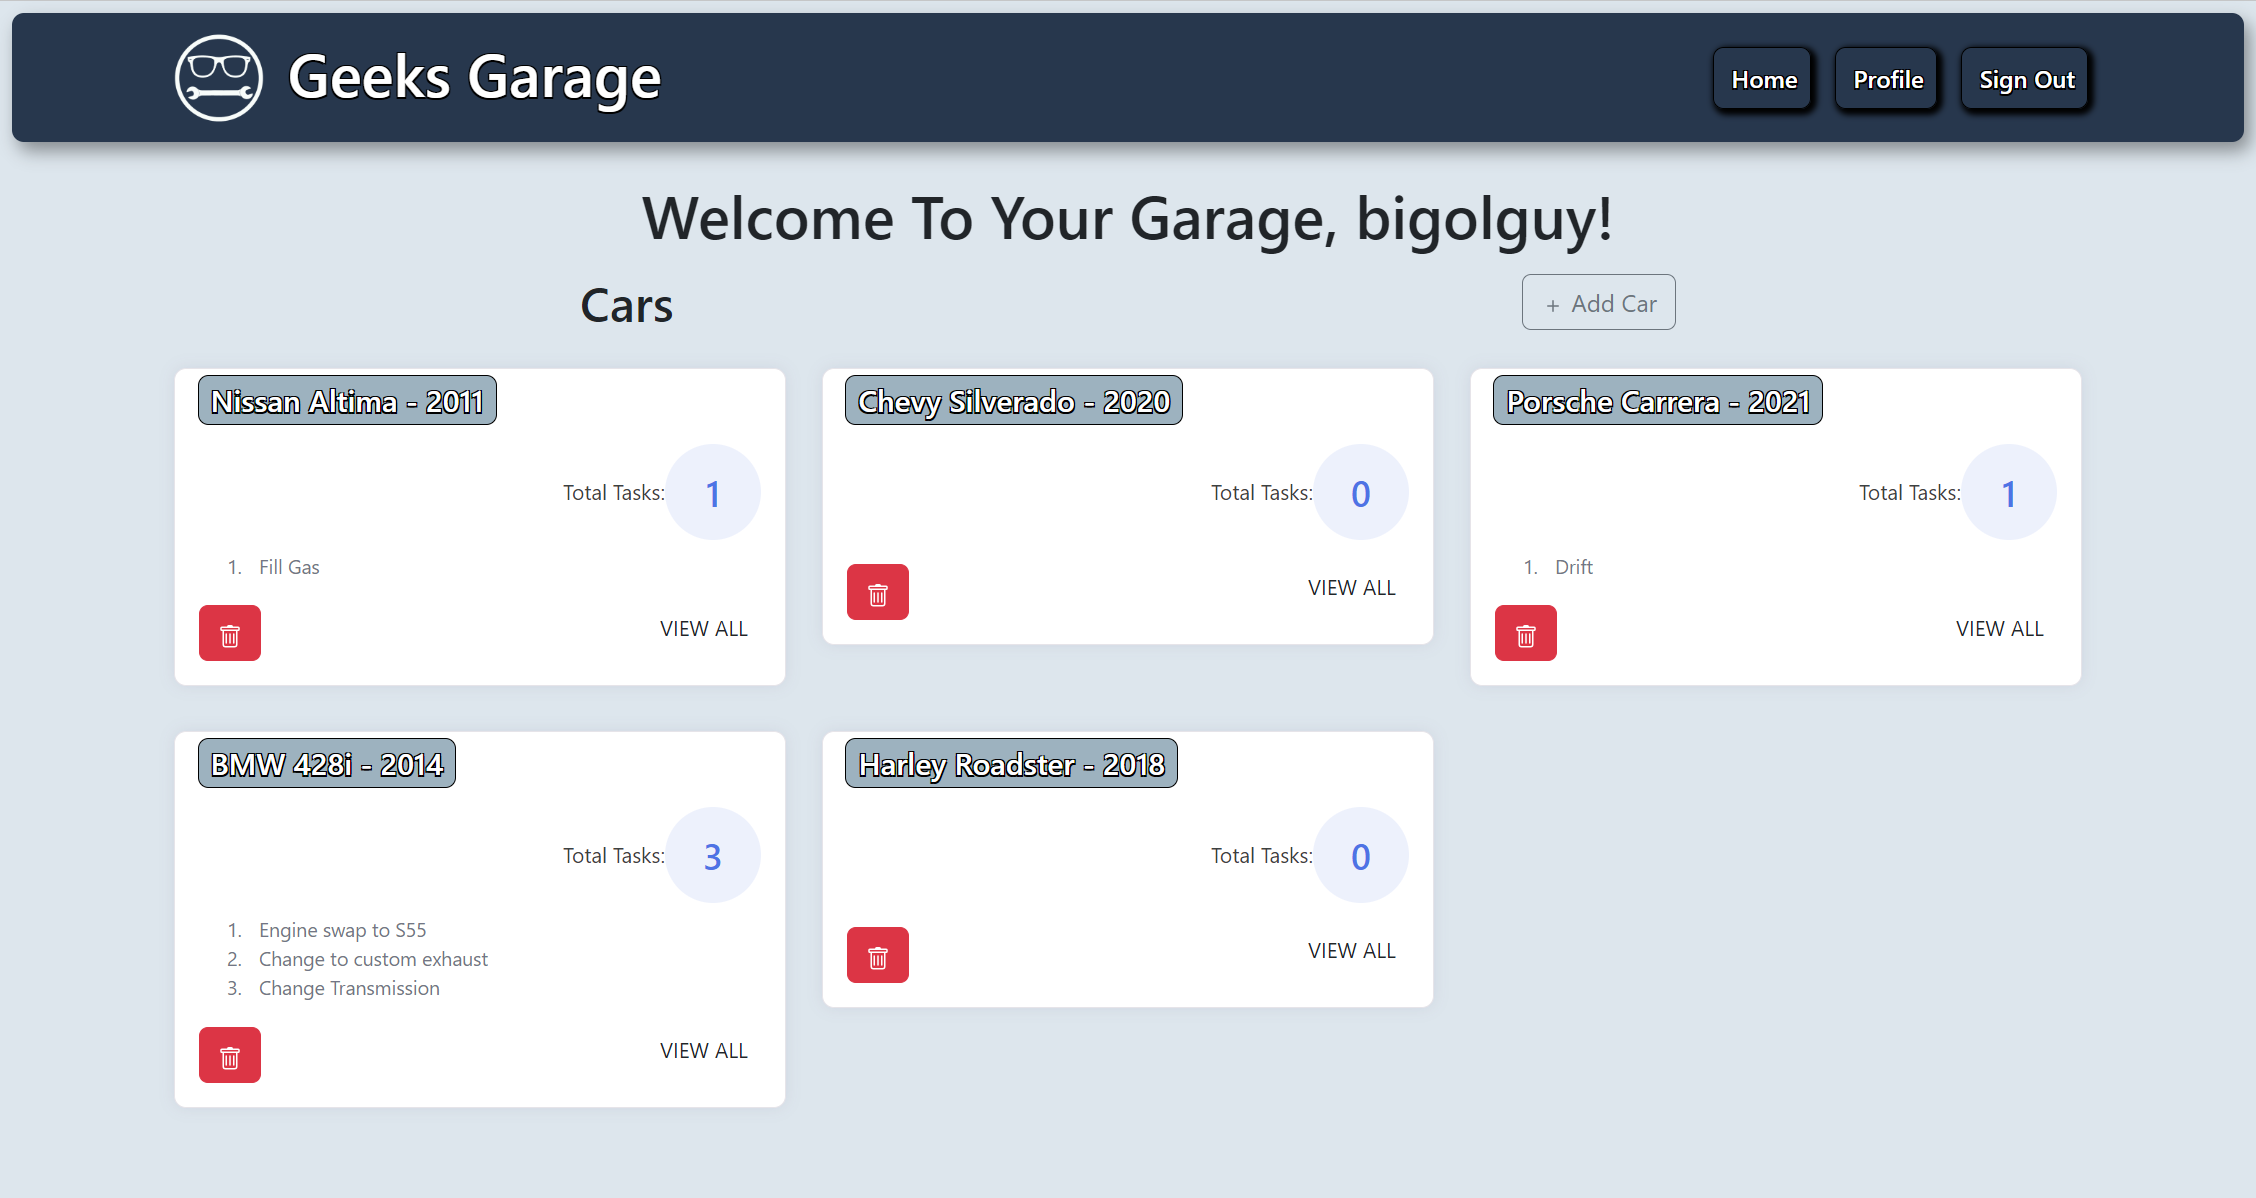 Geeks Garage
Home
Profile
Sign Out
Welcome To Your Garage, bigolguy!
Cars
+ Add Car
Nissan Altima - 2011
Total Tasks: 1
1. Fill Gas
VIEW ALL
Chevy Silverado - 2020
Total Tasks: 0
VIEW ALL
Porsche Carrera - 2021
Total Tasks: 1
1. Drift
VIEW ALL
BMW 428i - 2014
Total Tasks: 3
1. Engine swap to S55
2. Change to custom exhaust
3. Change Transmission
VIEW ALL
Harley Roadster - 2018
Total Tasks: 0
VIEW ALL